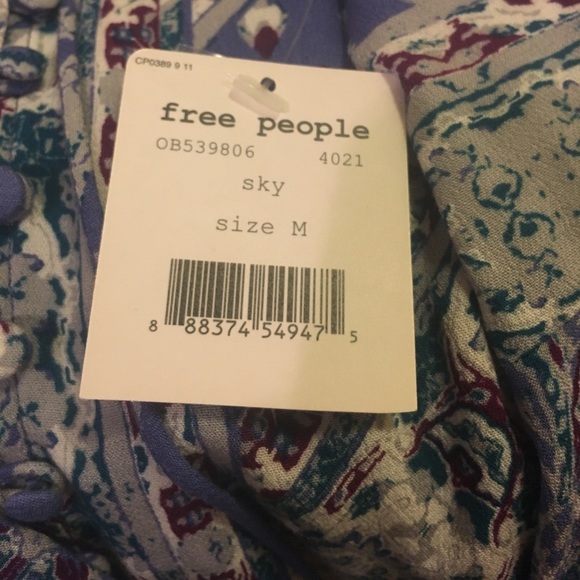 CP0389 9 11
free people
OB539806 4021
sky
size M
8 88374 54947 5